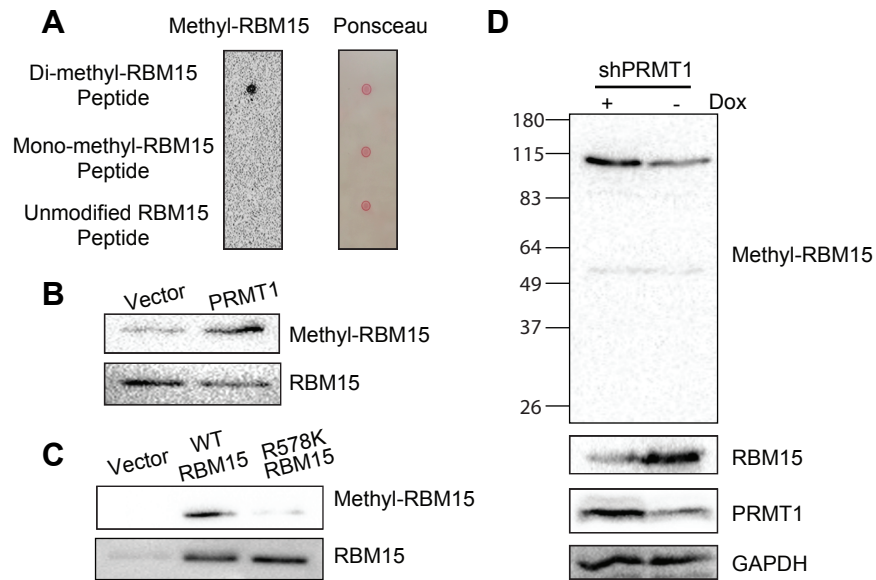 A
Methyl-RBM15
Ponsceau
Di-methyl-RBM15
Peptide
Mono-methyl-RBM15
Peptide
Unmodified RBM15
Peptide
B
Vector
PRMT1
Methyl-RBM15
RBM15
C
Vector
WT
RBM15
R578K
RBM15
Methyl-RBM15
RBM15
D
shPRMT1
+
-
Dox
180
115
83
64
49
37
26
Methyl-RBM15
RBM15
PRMT1
GAPDH